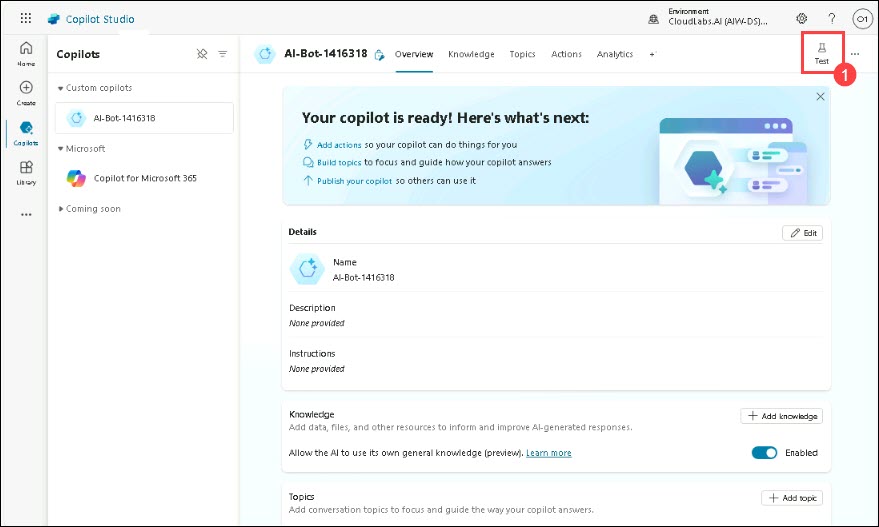 Copilot Studio
Environment
CloudLabs.AI (AIW-DS)...
?
O1
Home
Create
Copilots
Library
...
Copilots
Custom copilots
AI-Bot-1416318
Microsoft
Copilot for Microsoft 365
Coming soon
AI-Bot-1416318 Overview Knowledge Topics Actions Analytics +1
Test
...
1
Your copilot is ready! Here's what's next:
Add actions so your copilot can do things for you
Build topics to focus and guide how your copilot answers
Publish your copilot so others can use it
Details
Edit
Name
AI-Bot-1416318
Description
None provided
Instructions
None provided
Knowledge
+ Add knowledge
Add data, files, and other resources to inform and improve AI-generated responses.
Allow the AI to use its own general knowledge (preview). Learn more
Enabled
Topics
+ Add topic
Add conversation topics to focus and guide the way your copilot answers.